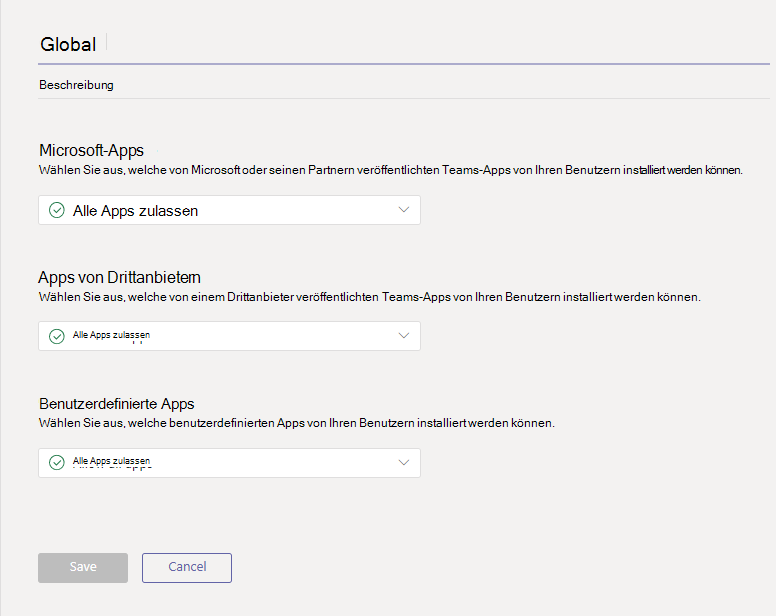 Global
Beschreibung
Microsoft-Apps
Wählen Sie aus, welche von Microsoft oder seinen Partnern veröffentlichten Teams-Apps von Ihren Benutzern installiert werden können.
Alle Apps zulassen
Apps von Drittanbietern
Wählen Sie aus, welche von einem Drittanbieter veröffentlichten Teams-Apps von Ihren Benutzern installiert werden können.
Alle Apps zulassen
Benutzerdefinierte Apps
Wählen Sie aus, welche benutzerdefinierten Apps von Ihren Benutzern installiert werden können.
Alle Apps zulassen
Save
Cancel